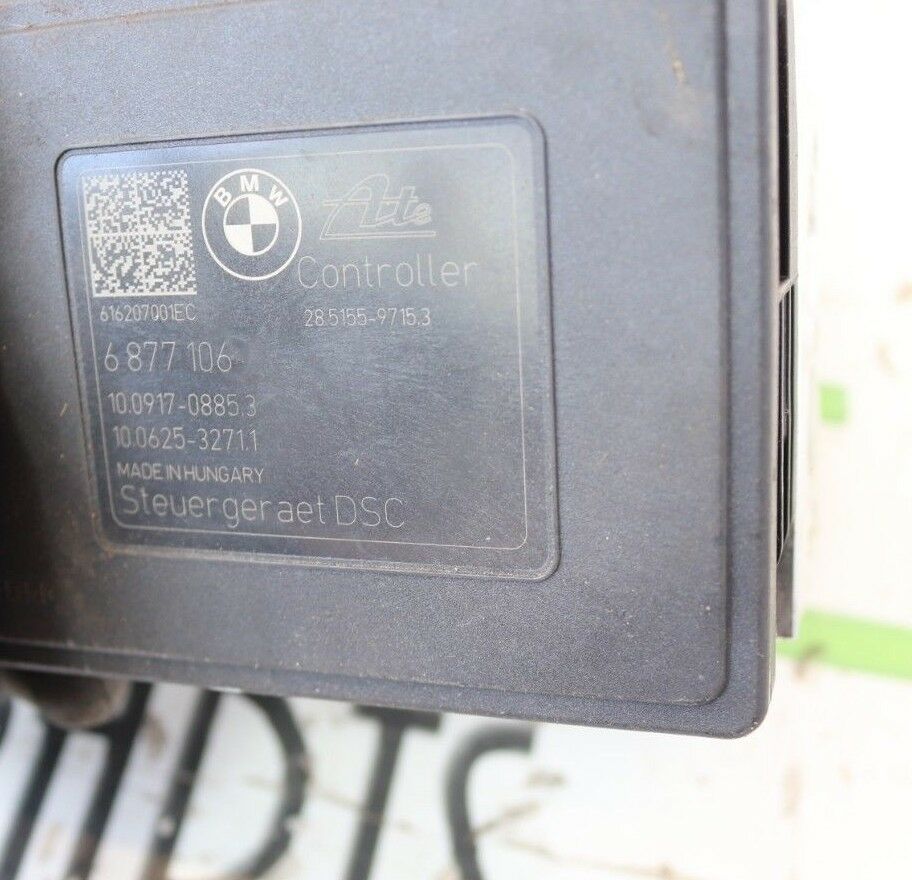 BMW
Ate
Controller
616207001EC
28.5155-9715.3
6 877 106
10.0917-0885.3
10.0625-3271.1
MADE IN HUNGARY
Steuergeraet DSC